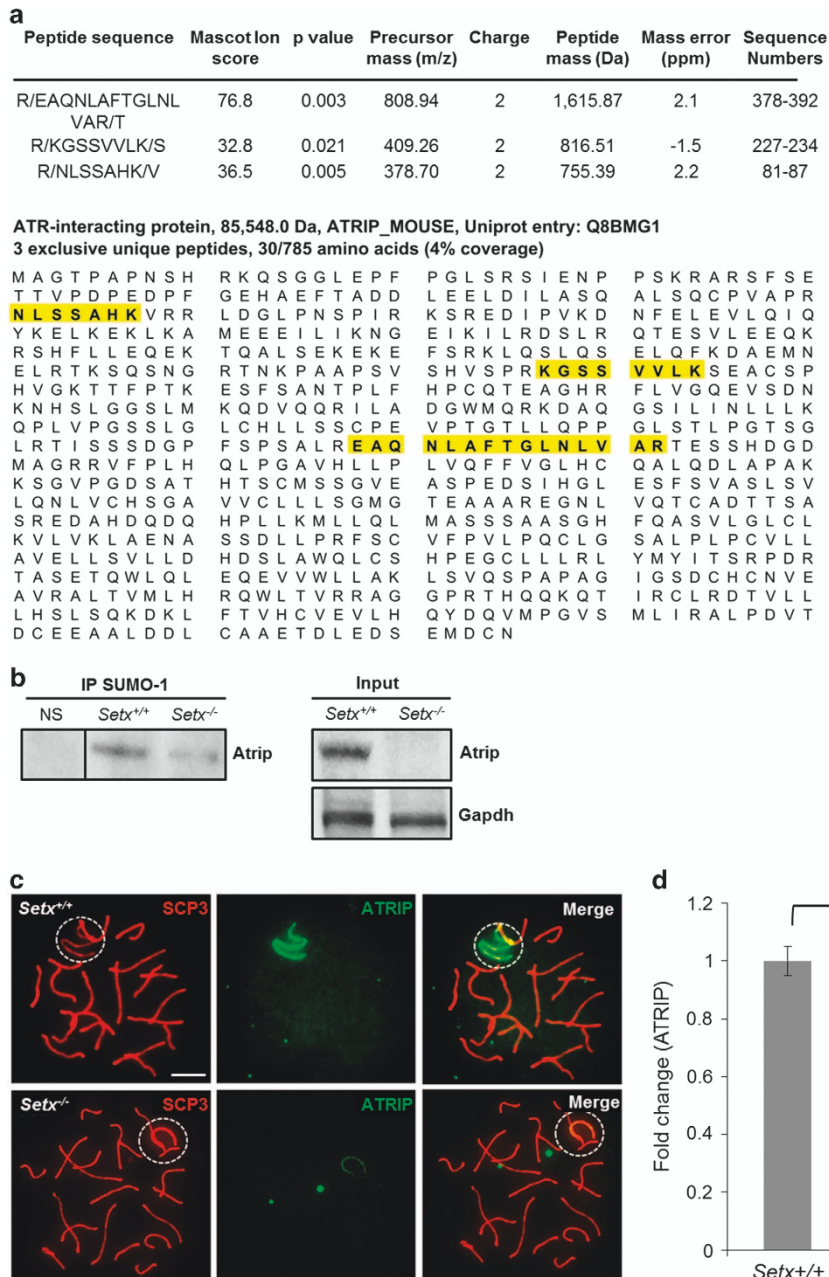 a
Peptide sequence Mascot Ion score p value Precursor mass (m/z) Charge Peptide mass (Da) Mass error (ppm) Sequence Numbers
R/EAQNLAFTGLNLVAR/T 76.8 0.003 808.94 2 1,615.87 2.1 378-392
R/KGSSVVLK/S 32.8 0.021 409.26 2 816.51 -1.5 227-234
R/NLSSAHK/V 36.5 0.005 378.70 2 755.39 2.2 81-87
ATR-interacting protein, 85,548.0 Da, ATRIP_MOUSE, Uniprot entry: Q8BMG1
3 exclusive unique peptides, 30/785 amino acids (4% coverage)
M A G T P A P N S H R K Q S G G L E P F P G L S R S I E N P P S K R A R S F S E
T T V P D P E D P F G E H A E F T A D D L E E L D I L A S Q A L S Q C P V A P R
N L S S A H K V R R L D G L P N S P I R K S R E D I P V K D N F E L E V L Q I Q
Y K E L K E K L K A M E E E I L I K N G E I K I L R D S L R Q T E S V L E E Q K
R S H F L L E Q E K T Q A L S E K E K E F S R K L Q S L Q S E L Q F K D A E M N
E L R T K S Q S N G R T N K P A A P S V S H V S P R K G S S V V L K S E A C S P
H V G K T T F P T K E S F S A N T P L F H P C Q T E A G H R F L V G Q E V S D N
K N H S L G G S L M K Q D V Q Q R I L A D G W M Q R K D A Q G S I L I N L L L K
Q P L V P G S S L G L C H L L S S C P E V P T G T L L Q P P G L S T L P G T S G
L R T I S S S D G P F S P S A L R E A Q N L A F T G L N L V A R T E S S H D G D
M A G R R V F P L H Q L P G A V H L L P L V Q F F V G L H C Q A L Q D L A P A K
K S G V P G D S A T H T S C M S S G V E A S P E D S I H G L E S F S V A S L S V
L Q N L V C H S G A V V C L L L S G M G T E A A A R E G N L V Q T C A D T T S A
S R E D A H D Q D Q H P L L K M L L Q L M A S S S A A S G H F Q A S V L G L C L
K V L V K L A E N A S S D L L P R F S C V F Q V L P K C L G S A L P L P C V L L
A V E L L S V L L D H D S L A W Q L C S H P E G C L L L L R L Y M Y I T S R P D R
T A S E T Q W L Q L E Q E V V W L L A K L S V Q S P A P A G I G S D C H C N V E
A V R A L T V M L H R Q W L T V R R A G G P R T H Q Q K Q T I R C L R D T V L L
L H S L S Q K D K L F T V H C V E V L H Q Y D Q V M P G V S M L I R A L P D V T
D C E E A A L D D L C A A E T D L E D S E M D C N
b
IP SUMO-1 Input
NS Setx+/+ Setx-/- Setx+/+ Setx-/-
Atrip Atrip
Gapdh
c
Setx+/+ SCP3 ATRIP Merge
Setx-/- SCP3 ATRIP Merge
d
Fold change (ATRIP)
1.2
1
0.8
0.6
0.4
0.2
0
Setx+/+